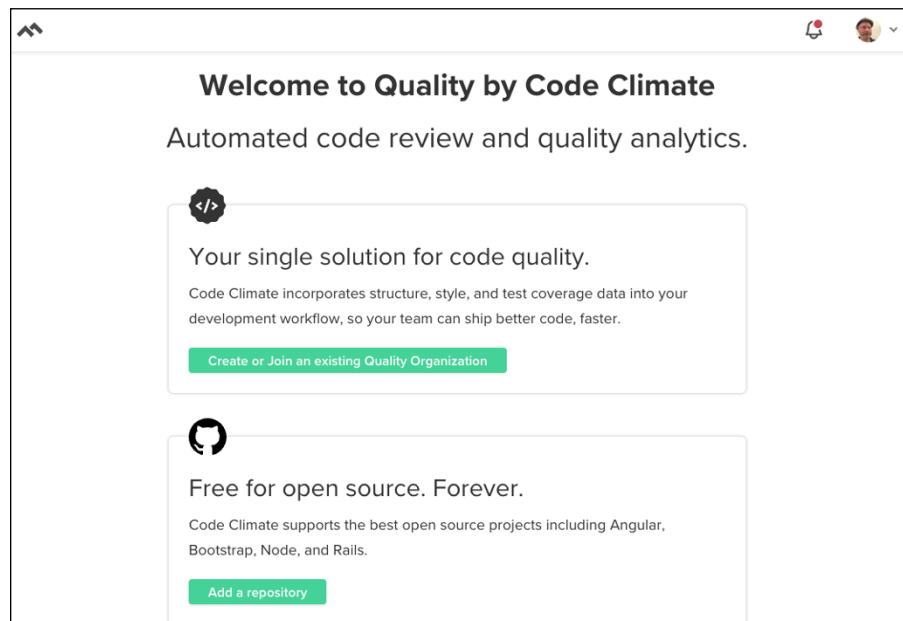 Welcome to Quality by Code Climate
Automated code review and quality analytics.
</>
Your single solution for code quality.
Code Climate incorporates structure, style, and test coverage data into your
development workflow, so your team can ship better code, faster.
Create or Join an existing Quality Organization
Free for open source. Forever.
Code Climate supports the best open source projects including Angular,
Bootstrap, Node, and Rails.
Add a repository